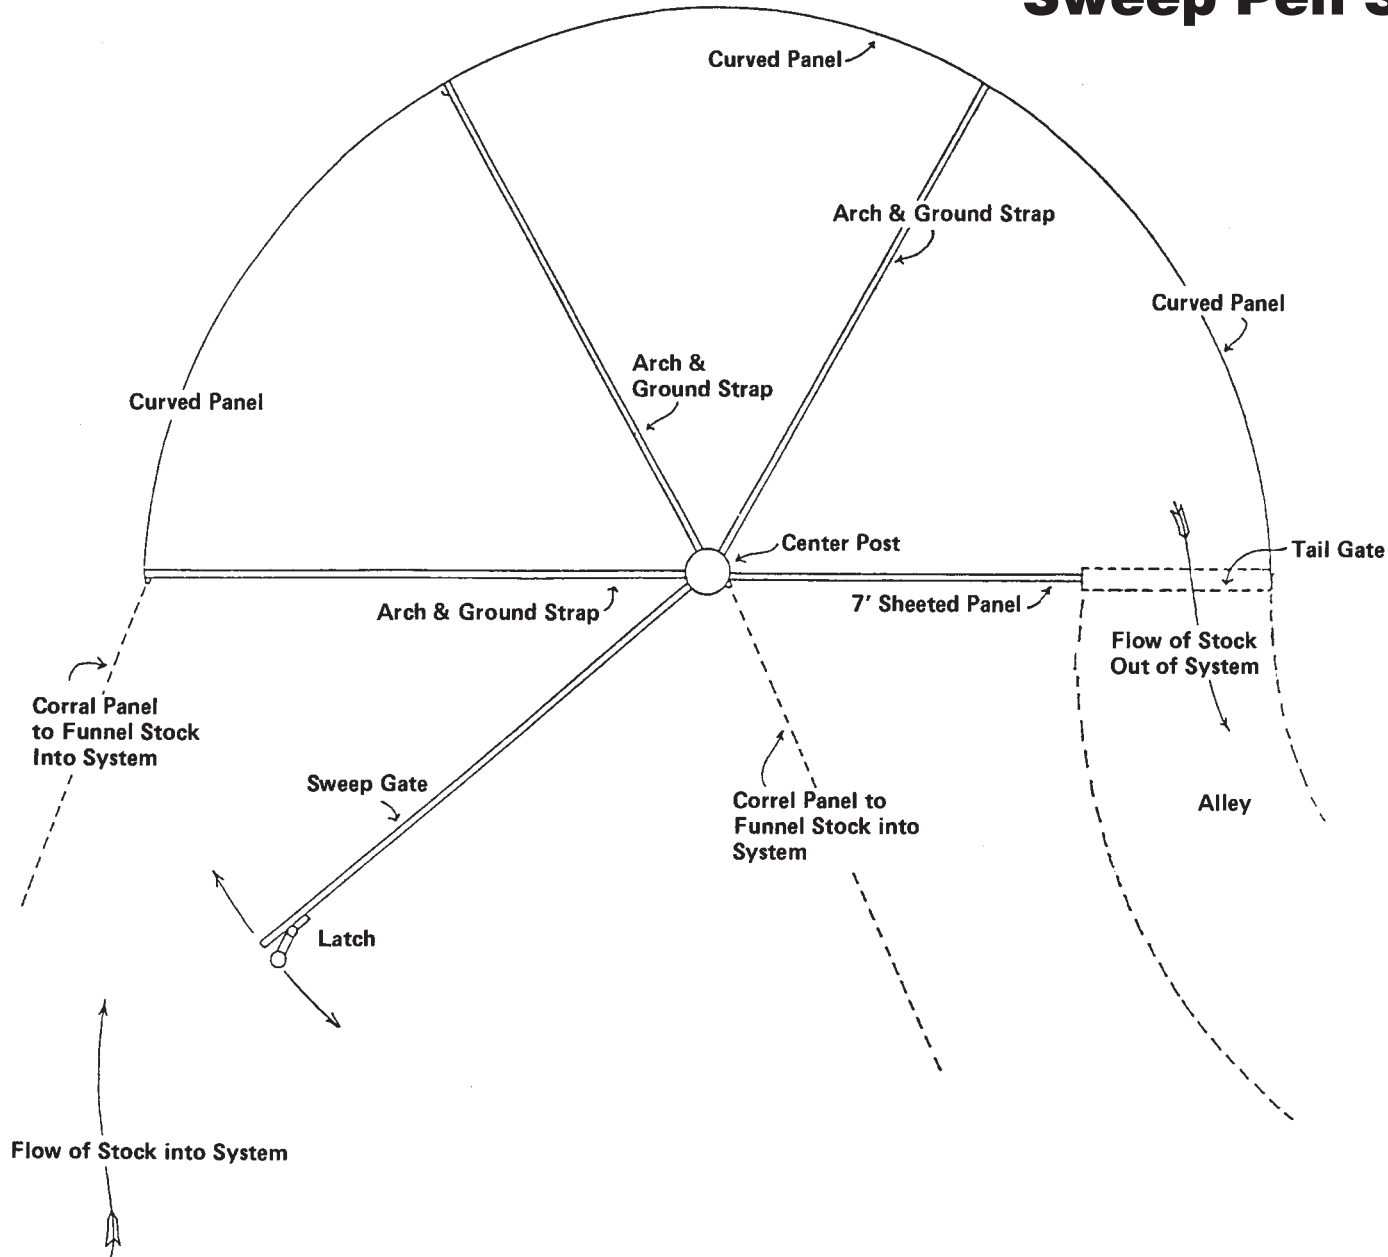 Sweep Pen S
Curved Panel
Arch & Ground Strap
Curved Panel
Arch &
Ground Strap
Curved Panel
Center Post
Tail Gate
Arch & Ground Strap
7' Sheeted Panel
Flow of Stock
Out of System
Corral Panel
to Funnel Stock
Into System
Sweep Gate
Correl Panel to
Funnel Stock into
System
Alley
Latch
Flow of Stock into System